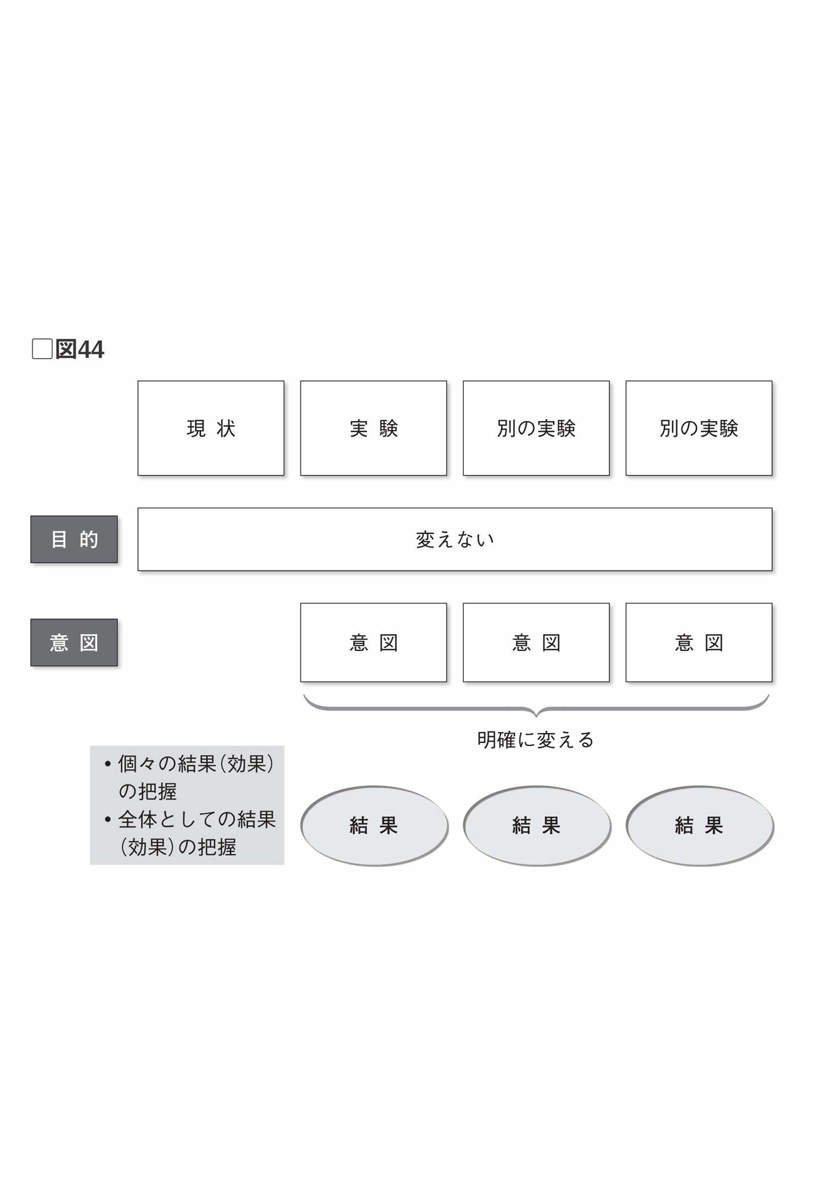 □図44
現状
実験
別の実験
別の実験
目的
変えない
意図
意図
意図
意図
明確に変える
・個々の結果(効果)
の把握
・全体としての結果
(効果)の把握
結果
結果
結果